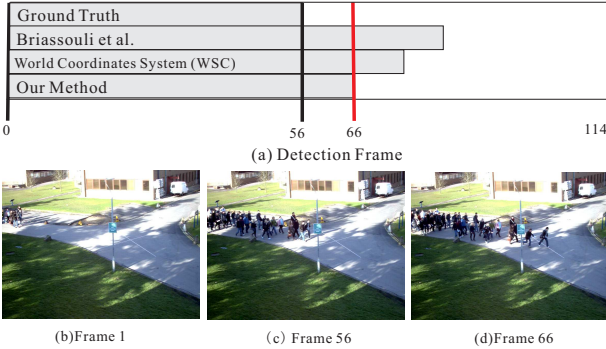 Ground Truth
Briassouli et al.
World Coordinates System (WSC)
Our Method
0 56 66 114
(a) Detection Frame
(b)Frame 1 (c) Frame 56 (d)Frame 66